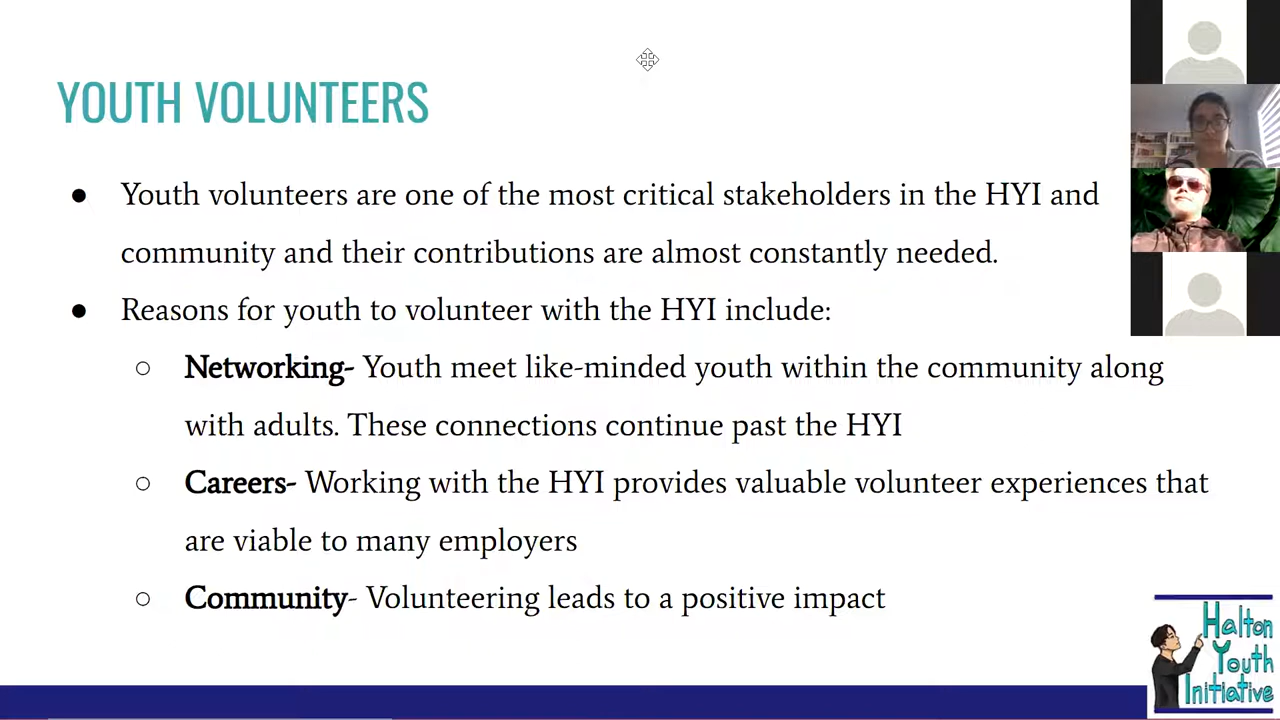 YOUTH VOLUNTEERS
● Youth volunteers are one of the most critical stakeholders in the HYI and
community and their contributions are almost constantly needed.
● Reasons for youth to volunteer with the HYI include:
○ Networking- Youth meet like-minded youth within the community along
with adults. These connections continue past the HYI
○ Careers- Working with the HYI provides valuable volunteer experiences that
are viable to many employers
○ Community- Volunteering leads to a positive impact
Halton
Youth
Initiative